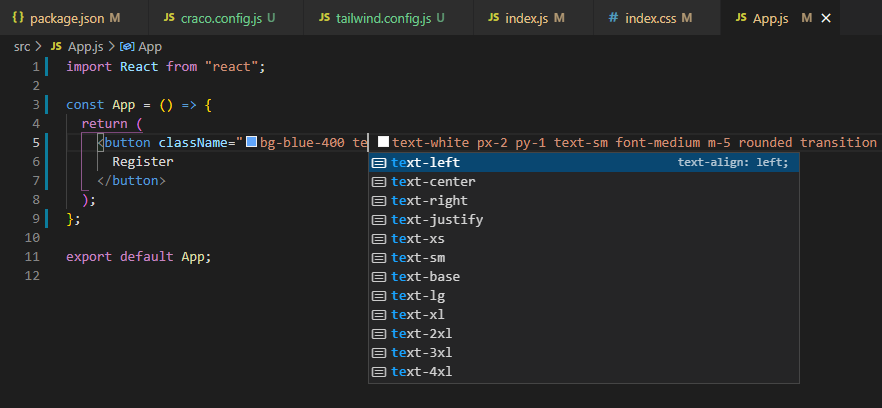 {} package.json M JS craco.config.js U JS tailwind.config.js U JS index.js M # index.css M JS App.js M ×
src > JS App.js > App
1 import React from "react";
2
3 const App = () => {
4 return (
5 <button className="bg-blue-400 te text-white px-2 py-1 text-sm font-medium m-5 rounded transition
6 Register
7 </button>
8 );
9 };
10
11 export default App;
12
text-left text-align: left;
text-center
text-right
text-justify
text-xs
text-sm
text-base
text-lg
text-xl
text-2xl
text-3xl
text-4xl